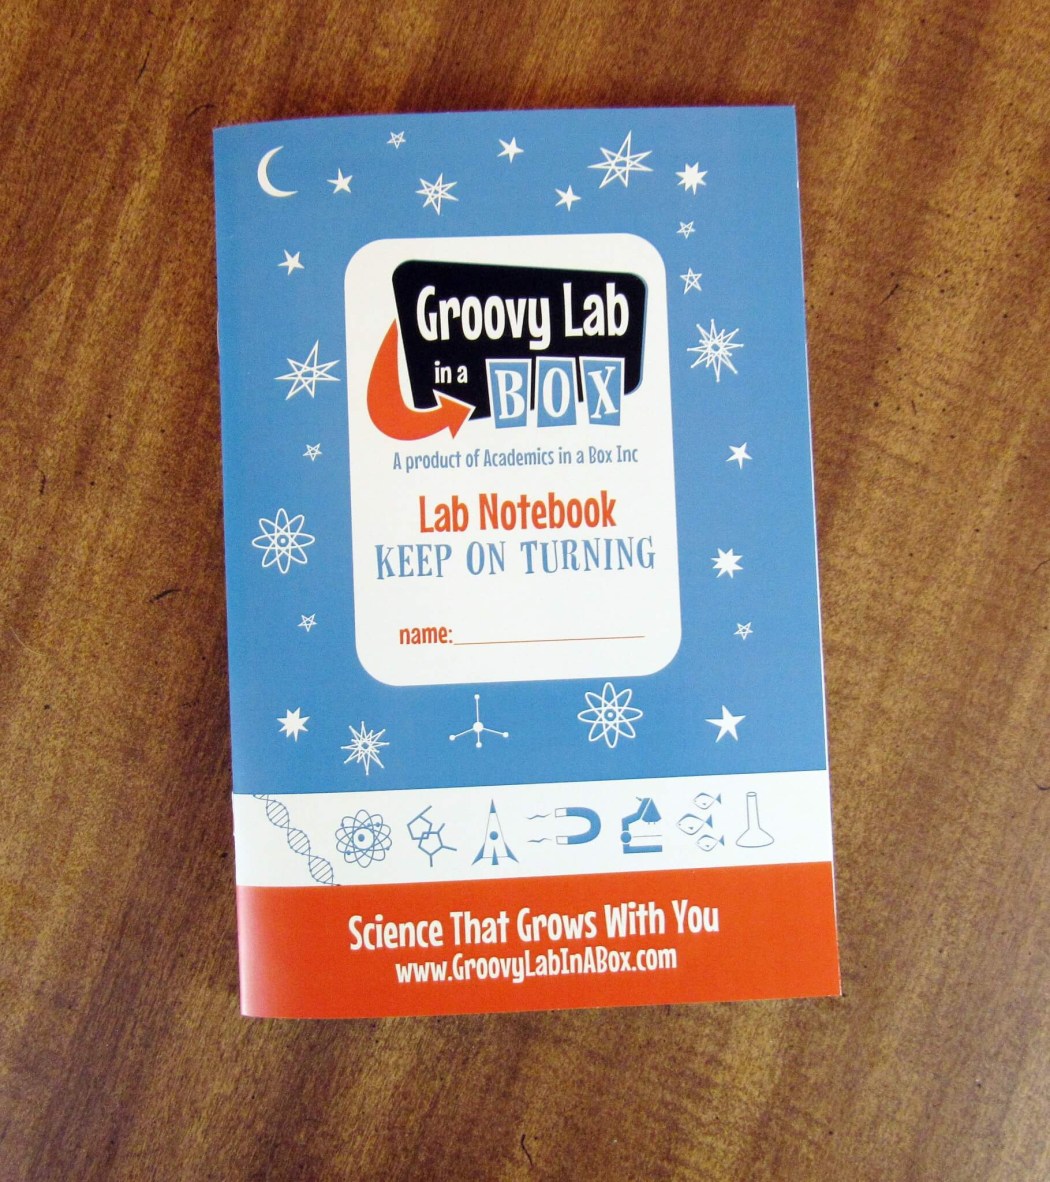 Groovy Lab
in a BOX
A product of Academics in a Box Inc
Lab Notebook
KEEP ON TURNING
name:
Science That Grows With You
www.GroovyLabInABox.com